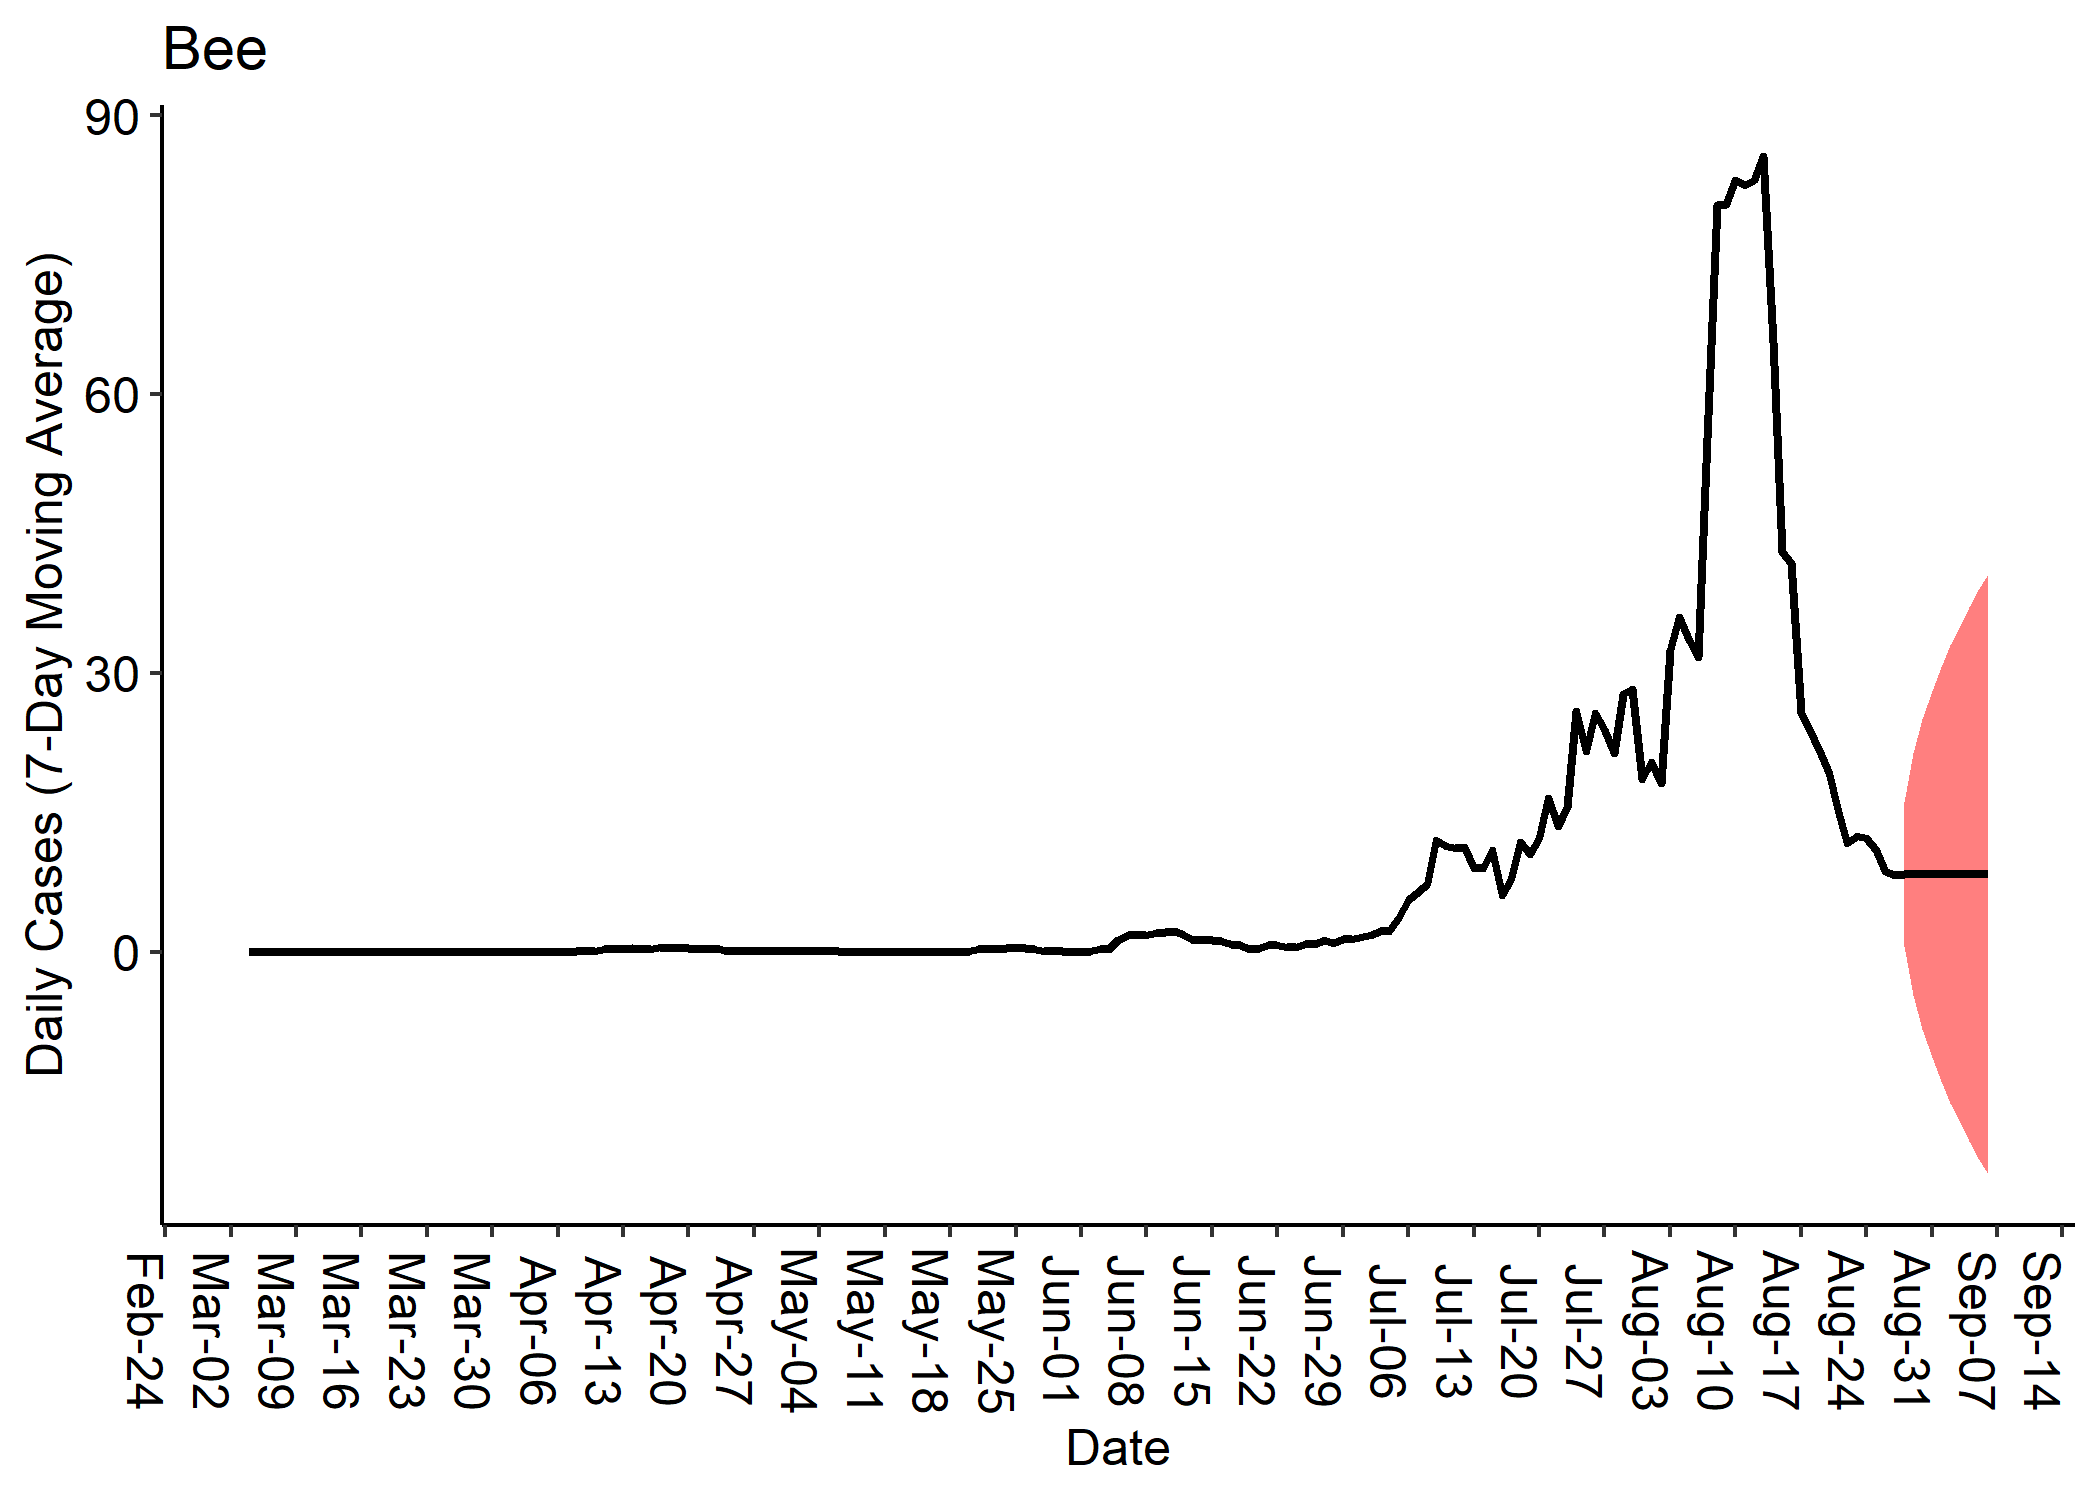 Bee
Daily Cases (7-Day Moving Average)
90
60
30
0
Feb-24
Mar-02
Mar-09
Mar-16
Mar-23
Mar-30
Apr-06
Apr-13
Apr-20
Apr-27
May-04
May-11
May-18
May-25
Jun-01
Jun-08
Jun-15
Jun-22
Jun-29
Jul-06
Jul-13
Jul-20
Jul-27
Aug-03
Aug-10
Aug-17
Aug-24
Aug-31
Sep-07
Sep-14
Date